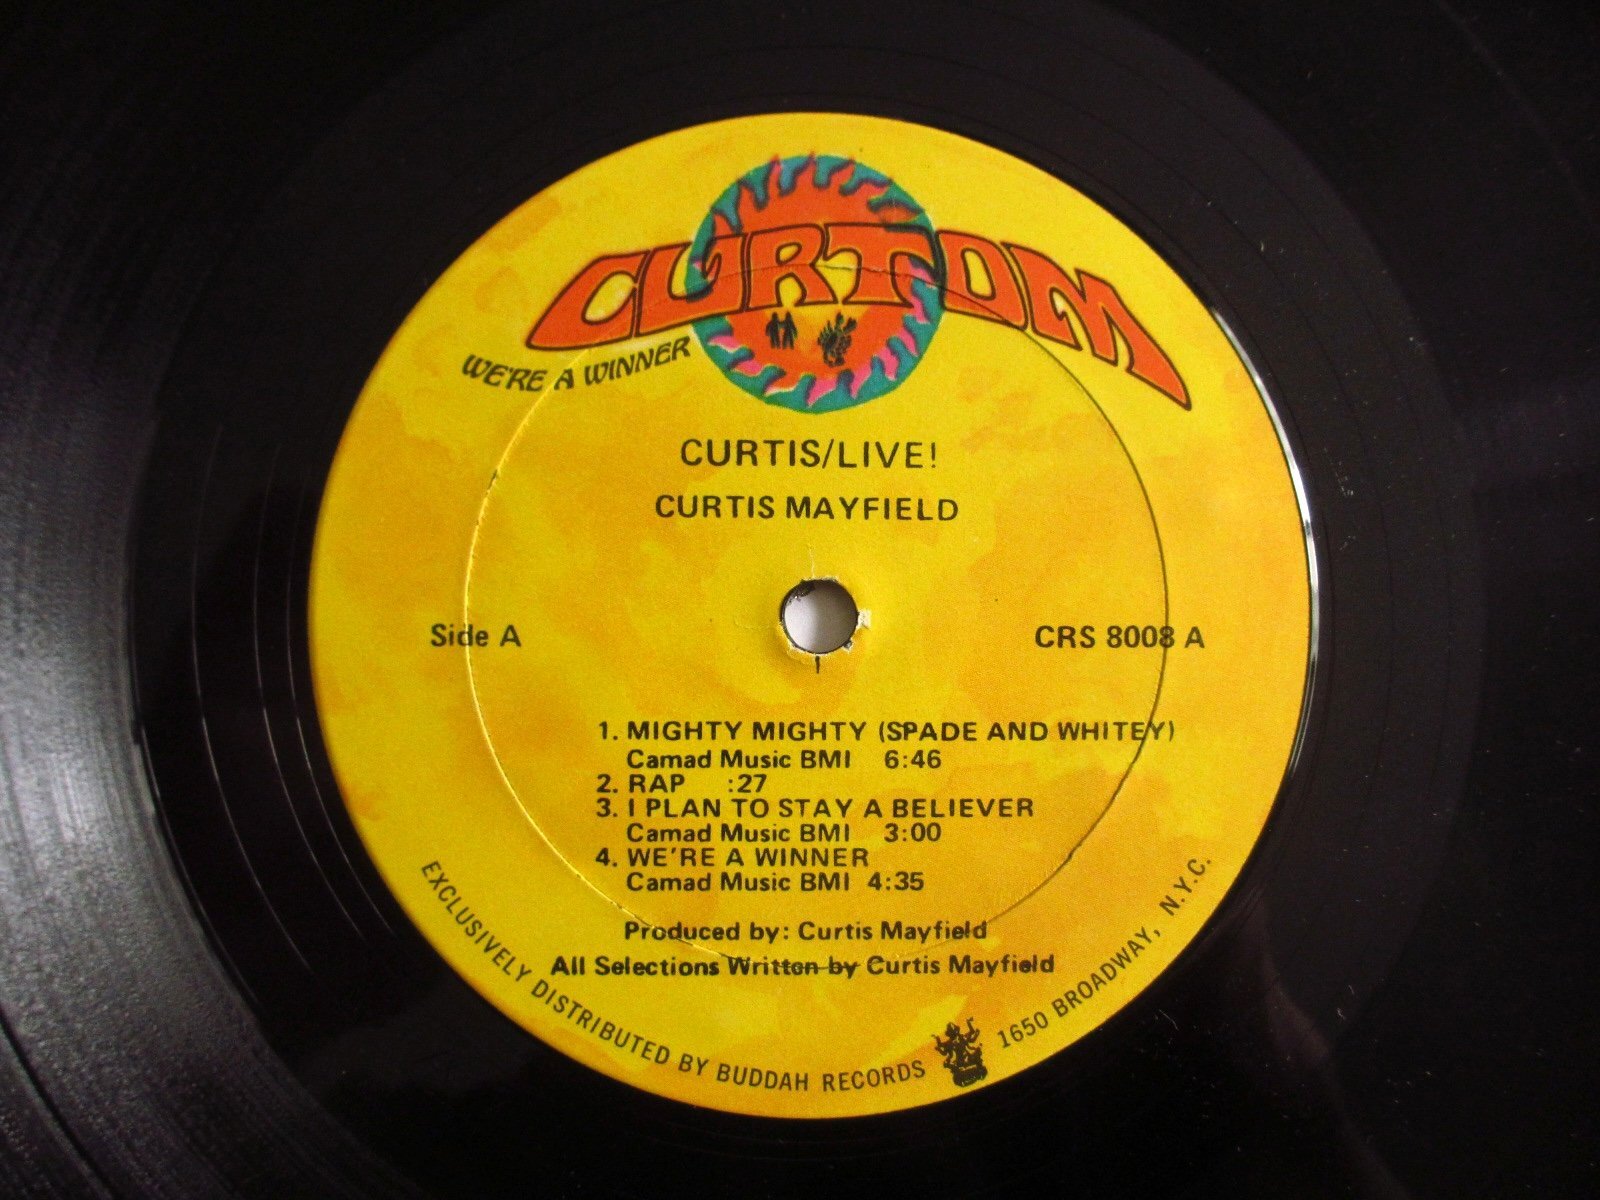 CURTOM
WE'RE A WINNER
CURTIS/LIVE!
CURTIS MAYFIELD
Side A
CRS 8008 A
1. MIGHTY MIGHTY (SPADE AND WHITEY)
Camad Music BMI 6:46
2. RAP :27
3. I PLAN TO STAY A BELIEVER
Camad Music BMI 3:00
4. WE'RE A WINNER
Camad Music BMI 4:35
Produced by: Curtis Mayfield
All Selections Written by Curtis Mayfield
EXCLUSIVELY DISTRIBUTED BY BUDDAH RECORDS 1650 BROADWAY, N.Y.C.